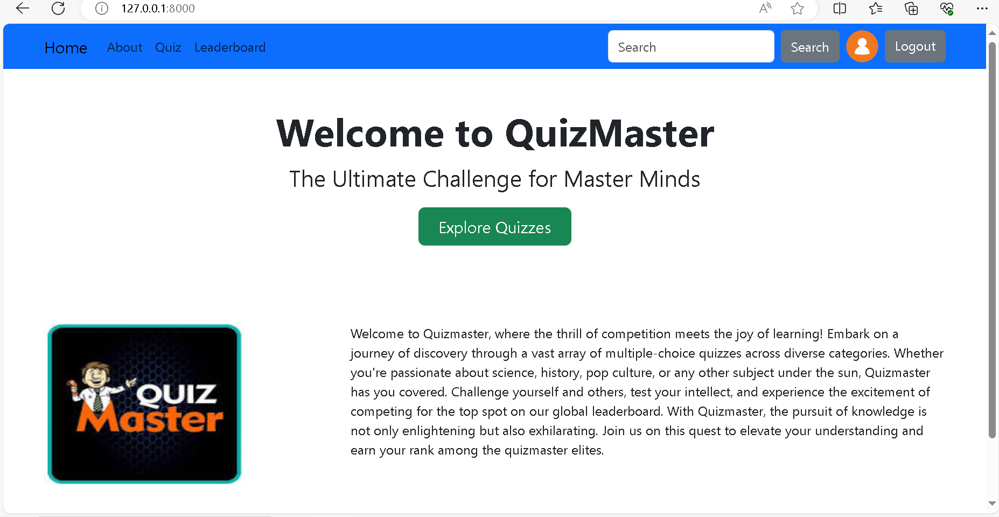 127.0.0.1:8000
Home About Quiz Leaderboard Search Search Logout
Welcome to QuizMaster
The Ultimate Challenge for Master Minds
Explore Quizzes
QUIZ
Master
Welcome to Quizmaster, where the thrill of competition meets the joy of learning! Embark on a
journey of discovery through a vast array of multiple-choice quizzes across diverse categories. Whether
you're passionate about science, history, pop culture, or any other subject under the sun, Quizmaster
has you covered. Challenge yourself and others, test your intellect, and experience the excitement of
competing for the top spot on our global leaderboard. With Quizmaster, the pursuit of knowledge is
not only enlightening but also exhilarating. Join us on this quest to elevate your understanding and
earn your rank among the quizmaster elites.